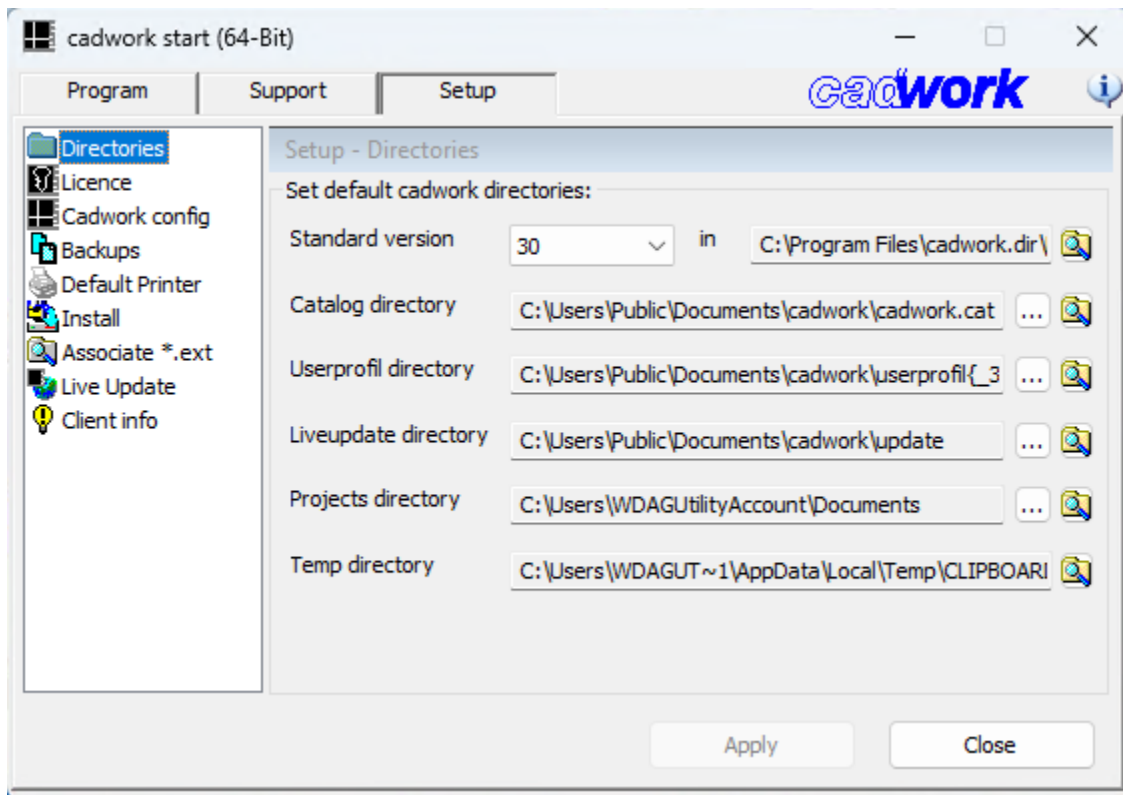 cadwork start (64-Bit)
Program Support Setup cadwork
Directories
Licence
Cadwork config
Backups
Default Printer
Install
Associate *.ext
Live Update
Client info
Setup - Directories
Set default cadwork directories:
Standard version 30 in C:\Program Files\cadwork.dir\
Catalog directory C:\Users\Public\Documents\cadwork\cadwork.cat ...
Userprofil directory C:\Users\Public\Documents\cadwork\userprofil{_3 ...
Liveupdate directory C:\Users\Public\Documents\cadwork\update ...
Projects directory C:\Users\WDAGUtilityAccount\Documents ...
Temp directory C:\Users\WDAGUT~1\AppData\Local\Temp\CLIPBOARI
Apply Close